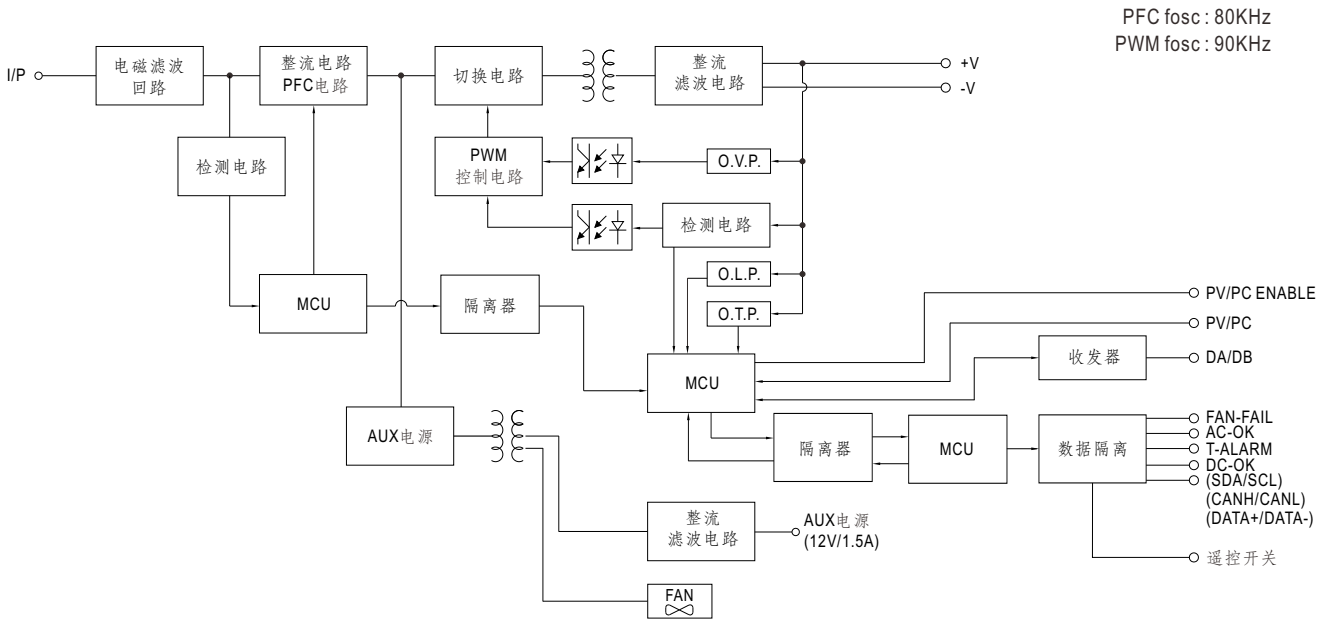 PFC fosc : 80KHz
PWM fosc : 90KHz
I/P
电磁滤波
回路
整流电路
PFC电路
切换电路
整流
滤波电路
+V
-V
检测电路
PWM
控制电路
O.V.P.
检测电路
O.L.P.
O.T.P.
MCU
隔离器
MCU
PV/PC ENABLE
PV/PC
收发器
DA/DB
AUX电源
隔离器
MCU
数据隔离
FAN-FAIL
AC-OK
T-ALARM
DC-OK
(SDA/SCL)
(CANH/CANL)
(DATA+/DATA-)
整流
滤波电路
AUX电源
(12V/1.5A)
遥控开关
FAN